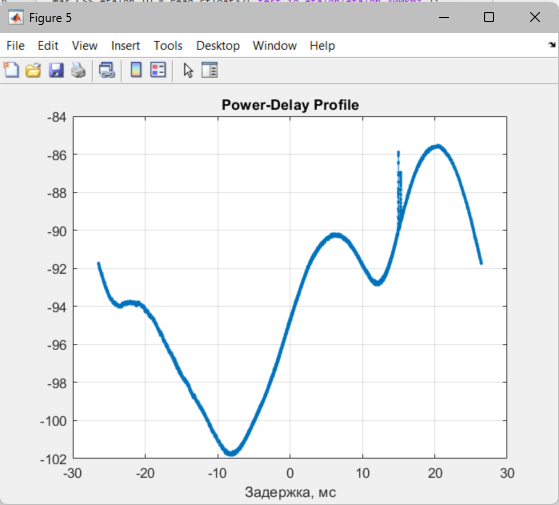 Figure 5
File Edit View Insert Tools Desktop Window Help
Power-Delay Profile
-84
-86
-88
-90
-92
-94
-96
-98
-100
-102
-30 -20 -10 0 10 20 30
Задержка, мс